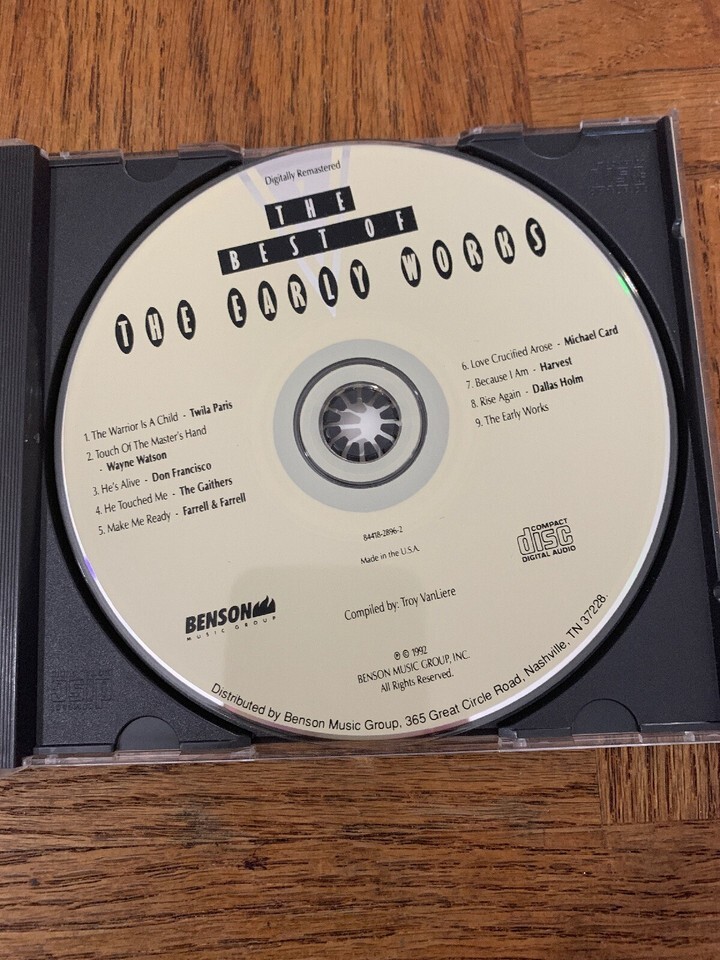 Digitally Remastered
THE
BEST OF
THE EARLY WORKS
1. The Warrior Is A Child - Twila Paris
2. Touch Of The Master's Hand
- Wayne Watson
3. He's Alive - Don Francisco
4. He Touched Me - The Gaithers
5. Make Me Ready - Farrell & Farrell
6. Love Crucified Arose - Michael Card
7. Because I Am - Harvest
8. Rise Again - Dallas Holm
9. The Early Works
84418-2896-2
Made in the U.S.A.
COMPACT
disc
DIGITAL AUDIO
BENSON
MUSIC GROUP
Compiled by: Troy VanLiere
℗ © 1992
BENSON MUSIC GROUP, INC.
All Rights Reserved.
Distributed by Benson Music Group, 365 Great Circle Road, Nashville, TN 37228.